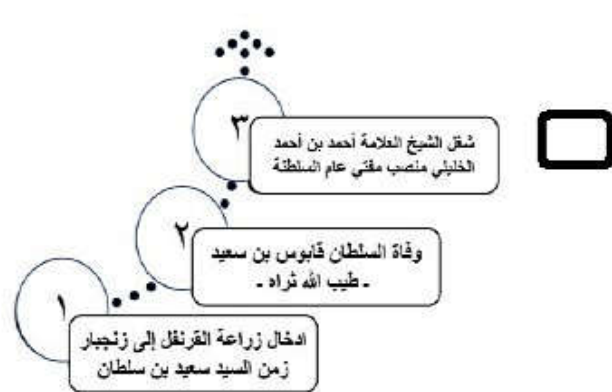 ٣
شغل الشيخ العلامة أحمد بن أحمد
الخليلي منصب مفتي عام السلطنة
٢
وفاة السلطان قابوس بن سعيد
- طيب الله ثراه -
١
ادخال زراعة القرنفل إلى زنجبار
زمن السيد سعيد بن سلطان